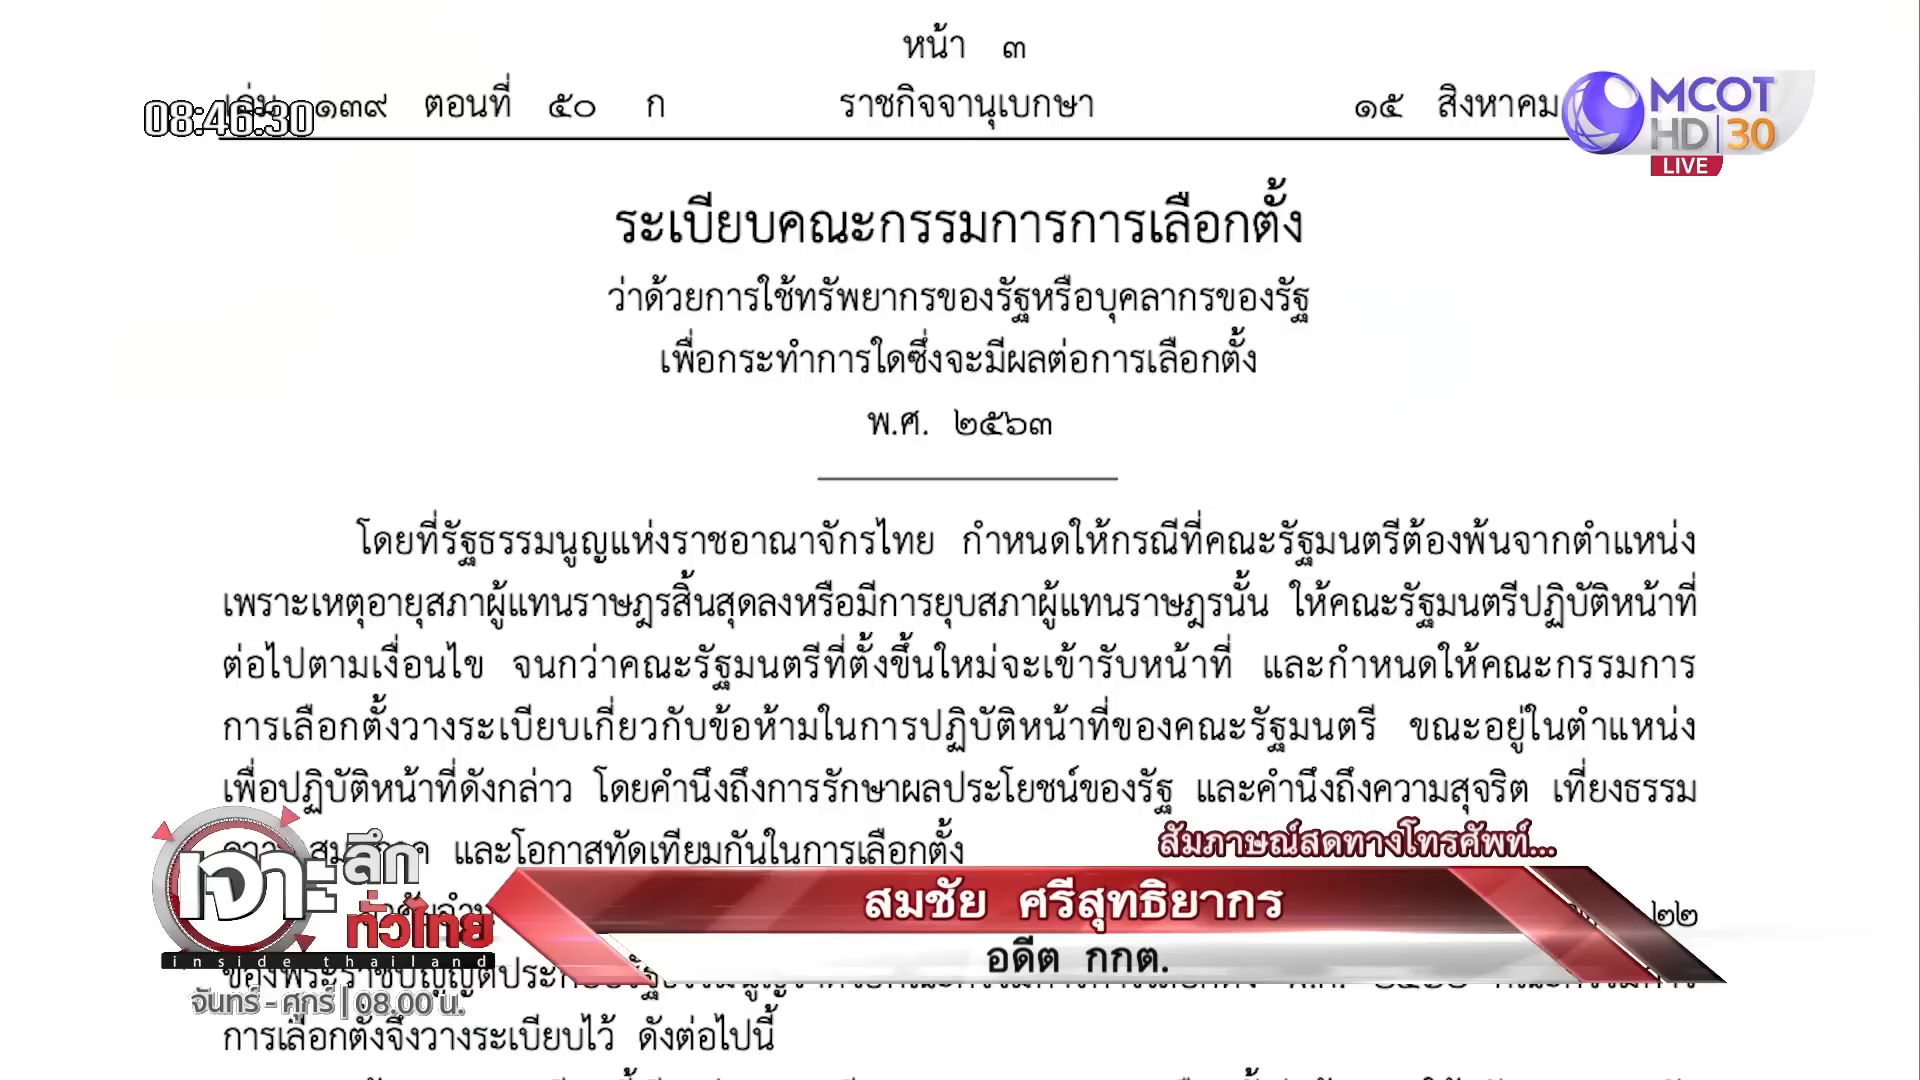 หน้า ๓
๑๓๙ ตอนที่ ๕๐ ก ราชกิจจานุเบกษา ๑๕ สิงหาคม
08:46:30
MCOT
HD 30
LIVE
ระเบียบคณะกรรมการการเลือกตั้ง
ว่าด้วยการใช้ทรัพยากรของรัฐหรือบุคลากรของรัฐ
เพื่อกระทำการใดซึ่งจะมีผลต่อการเลือกตั้ง
พ.ศ. ๒๕๖๓
โดยที่รัฐธรรมนูญแห่งราชอาณาจักรไทย กำหนดให้กรณีที่คณะรัฐมนตรีต้องพ้นจากตำแหน่ง
เพราะเหตุอายุสภาผู้แทนราษฎรสิ้นสุดลงหรือมีการยุบสภาผู้แทนราษฎรนั้น ให้คณะรัฐมนตรีปฏิบัติหน้าที่
ต่อไปตามเงื่อนไข จนกว่าคณะรัฐมนตรีที่ตั้งขึ้นใหม่จะเข้ารับหน้าที่ และกำหนดให้คณะกรรมการ
การเลือกตั้งวางระเบียบเกี่ยวกับข้อห้ามในการปฏิบัติหน้าที่ของคณะรัฐมนตรี ขณะอยู่ในตำแหน่ง
เพื่อปฏิบัติหน้าที่ดังกล่าว โดยคำนึงถึงการรักษาผลประโยชน์ของรัฐ และคำนึงถึงความสุจริต เที่ยงธรรม
และโอกาสทัดเทียมกันในการเลือกตั้ง
สัมภาษณ์สดทางโทรศัพท์...
สมชัย ศรีสุทธิยากร
อดีต กกต.
๒๒
เจาะลึก
ทั่วไทย
inside thailand
จันทร์ - ศุกร์ | 08.00 น.
การเลือกตั้งจึงวางระเบียบไว้ ดังต่อไปนี้